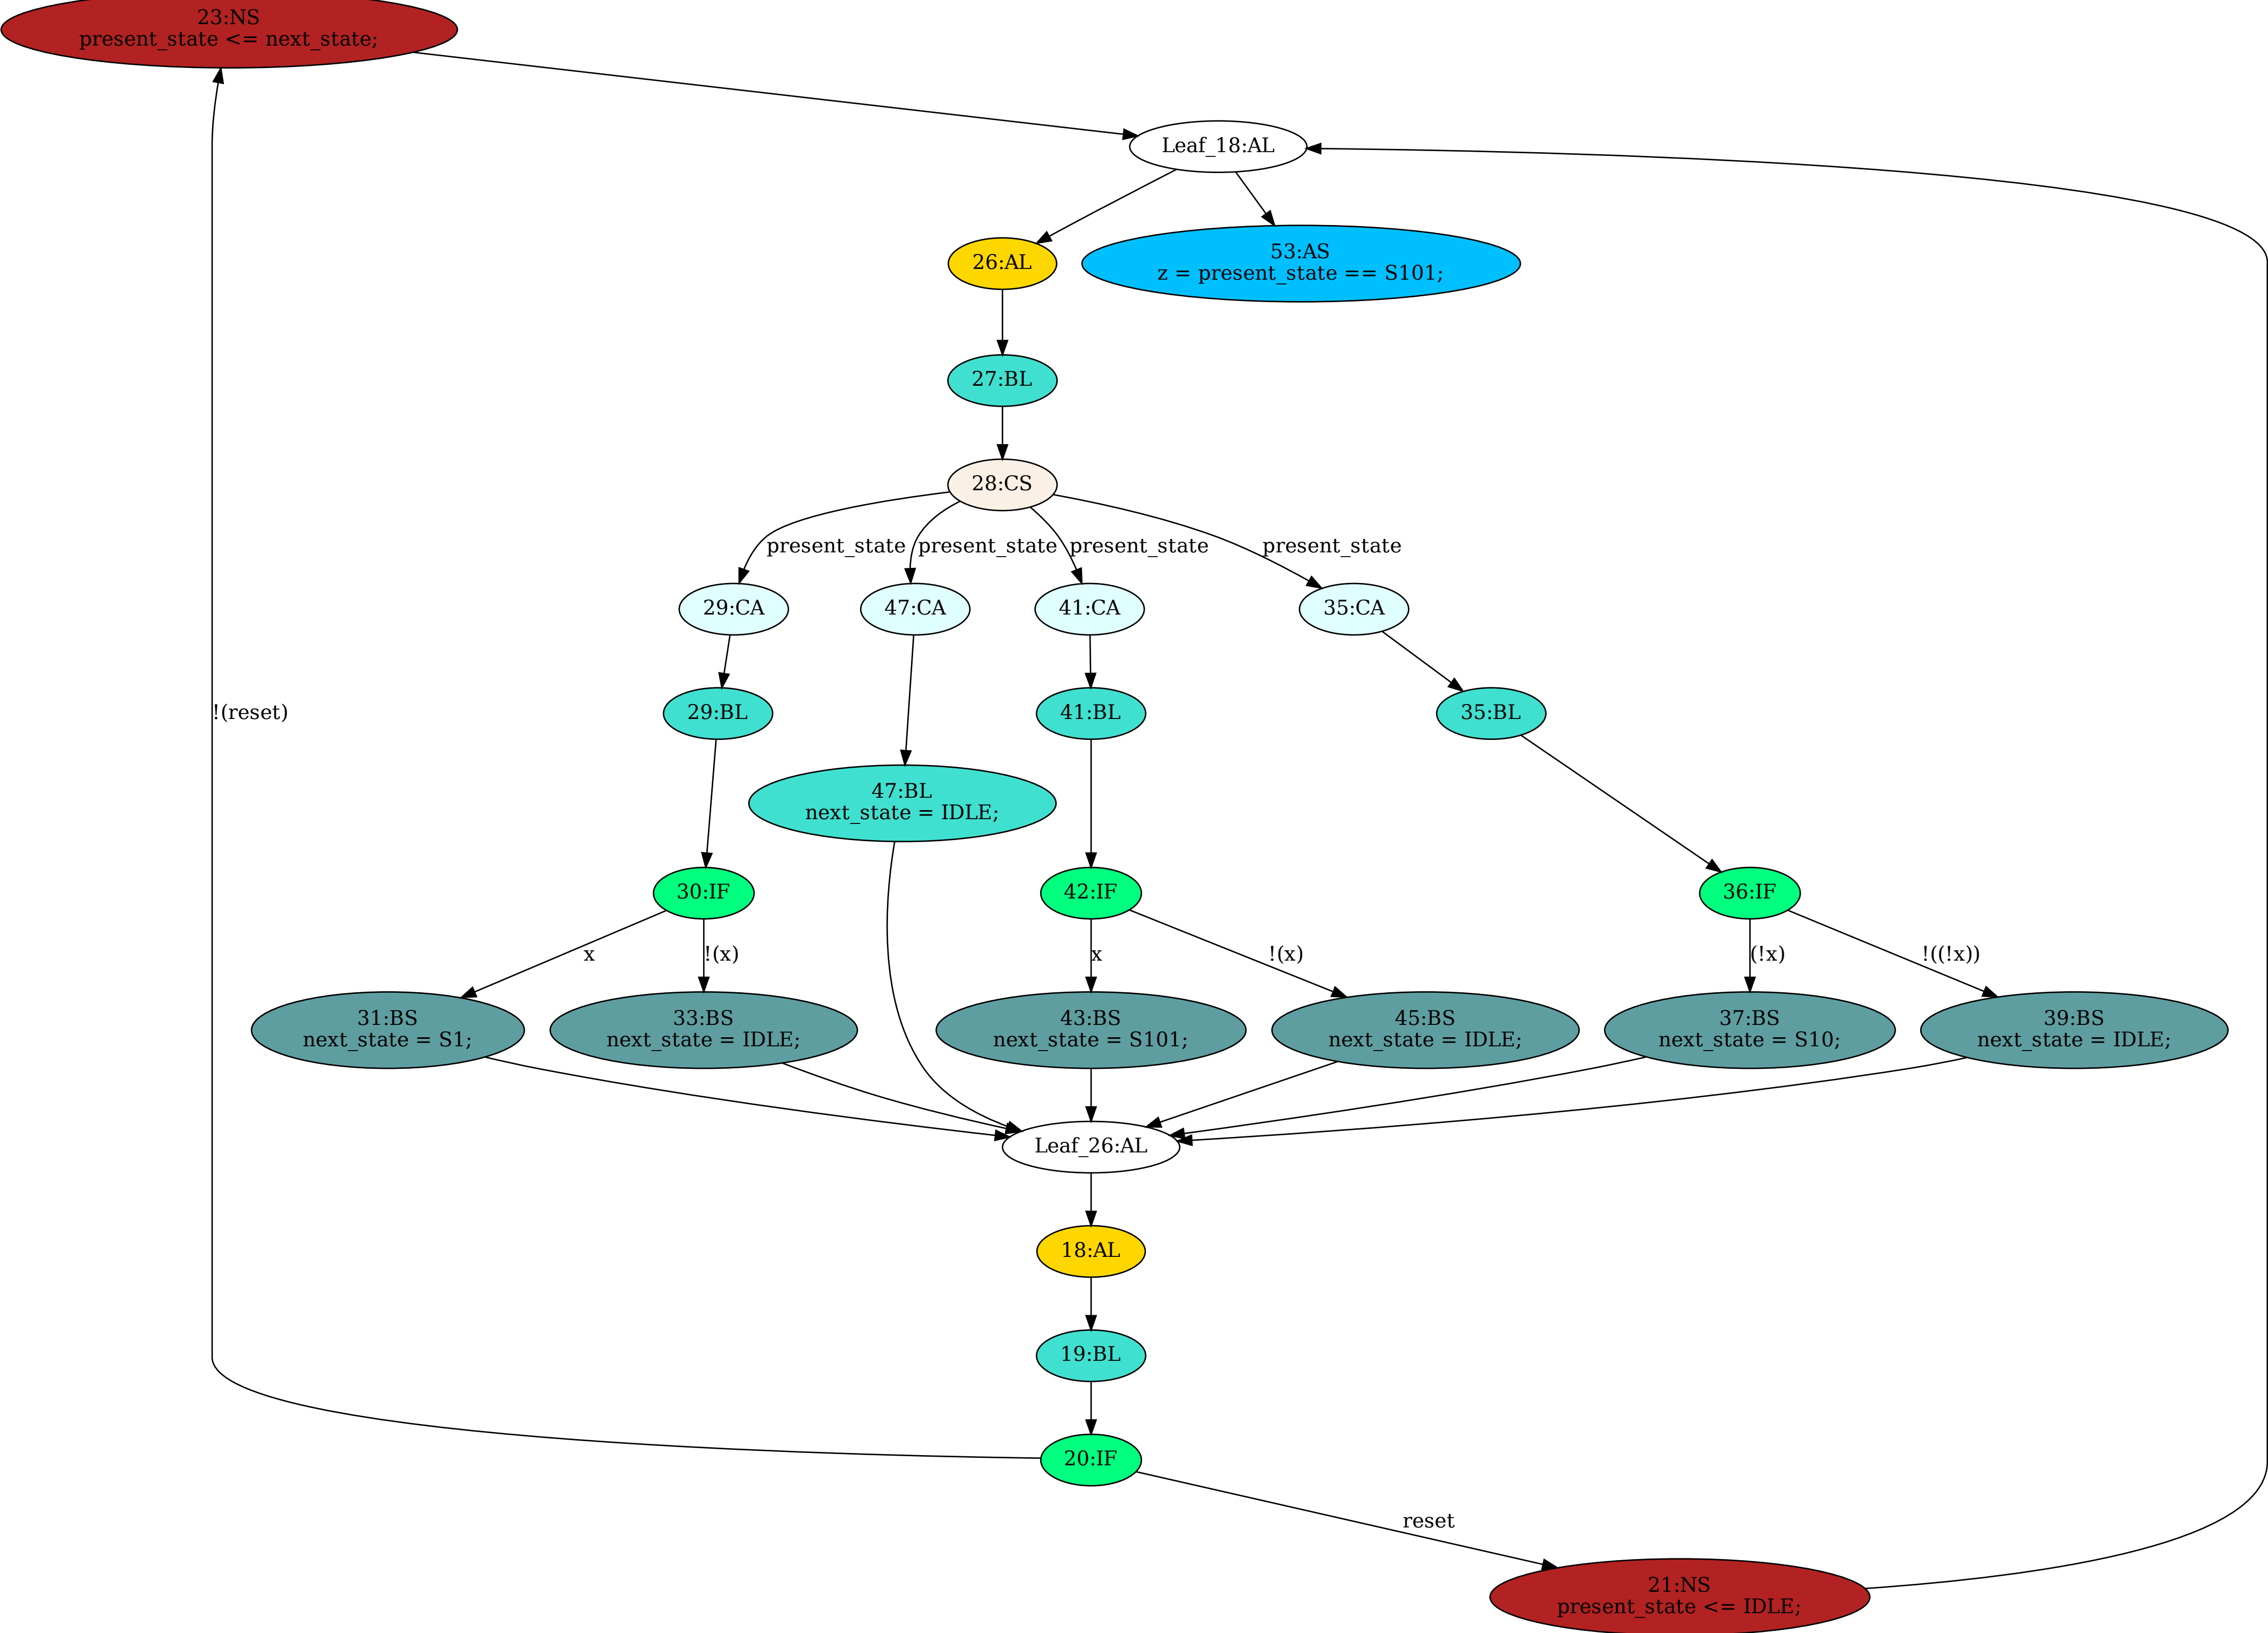 23:NS
present_state <= next_state;
Leaf_18:AL
26:AL
53:AS
z = present_state == S101;
27:BL
28:CS
present_state
present_state
present_state
present_state
29:CA
47:CA
41:CA
35:CA
!(reset)
29:BL
41:BL
35:BL
47:BL
next_state = IDLE;
30:IF
42:IF
36:IF
x
!(x)
x
!(x)
(!x)
!((!x))
31:BS
next_state = S1;
33:BS
next_state = IDLE;
43:BS
next_state = S101;
45:BS
next_state = IDLE;
37:BS
next_state = S10;
39:BS
next_state = IDLE;
Leaf_26:AL
18:AL
19:BL
20:IF
reset
21:NS
present_state <= IDLE;